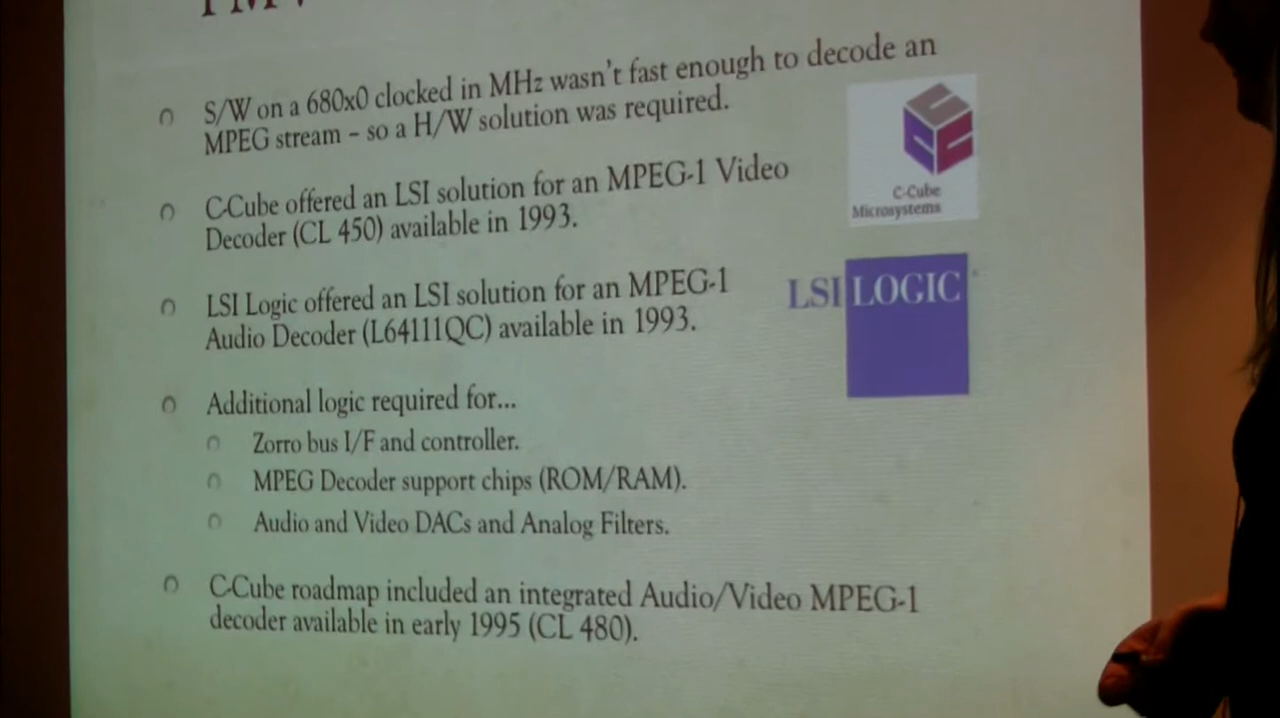 S/W on a 680x0 clocked in MHz wasn't fast enough to decode an
MPEG stream – so a H/W solution was required.
C-Cube
Microsystems
C-Cube offered an LSI solution for an MPEG-1 Video
Decoder (CL 450) available in 1993.
LSI Logic offered an LSI solution for an MPEG-1
Audio Decoder (L64111QC) available in 1993.
LSI LOGIC
Additional logic required for...
Zorro bus I/F and controller.
MPEG Decoder support chips (ROM/RAM).
Audio and Video DACs and Analog Filters.
C-Cube roadmap included an integrated Audio/Video MPEG-1
decoder available in early 1995 (CL 480).